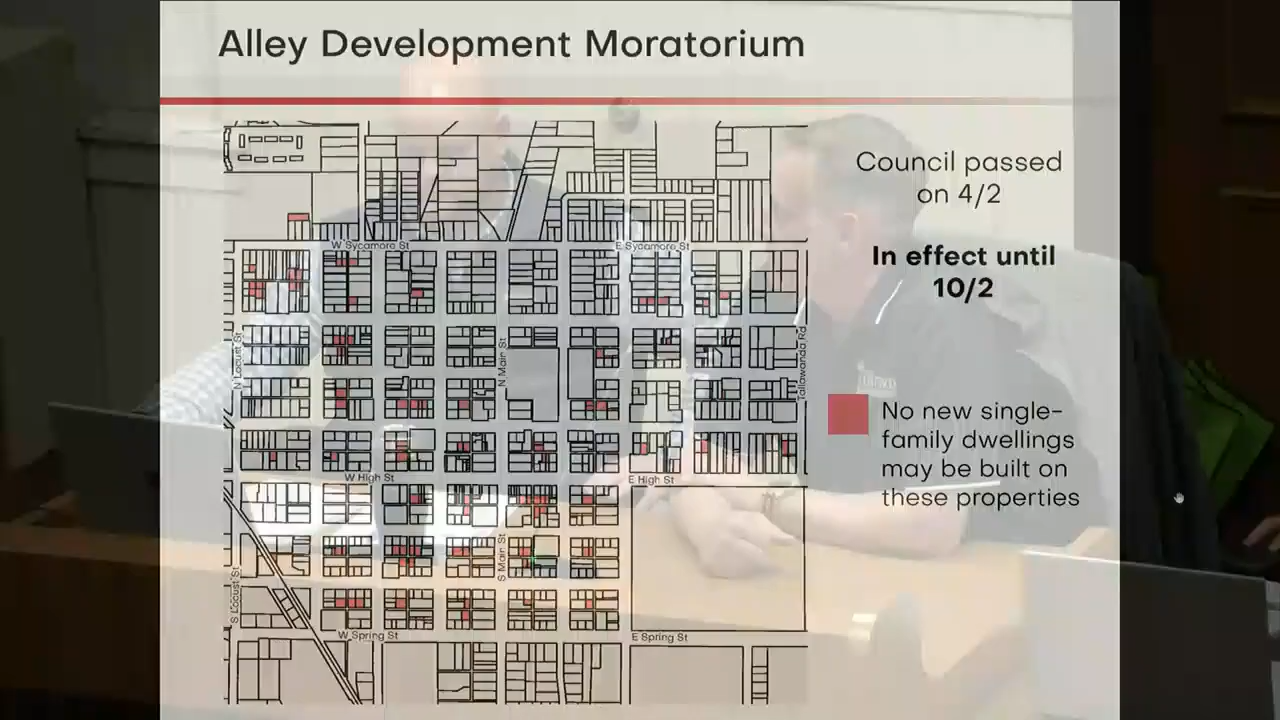 Alley Development Moratorium
Council passed
on 4/2
In effect until
10/2
W Sycamore St
E Sycamore St
N Locust St
N Main St
Tallawanda Rd
No new single-
family dwellings
may be built on
these properties
W High St
E High St
S Locust St
S Main St
W Spring St
E Spring St